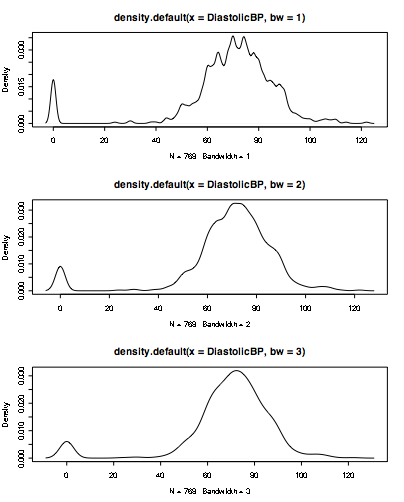 density.default(x = DiastolicBP, bw = 1)
Density
0.000 0.015 0.030
0 20 40 60 80 100 120
N = 769 Bandwidth = 1
density.default(x = DiastolicBP, bw = 2)
Density
0.000 0.010 0.020 0.030
0 20 40 60 80 100 120
N = 769 Bandwidth = 2
density.default(x = DiastolicBP, bw = 3)
Density
0.000 0.010 0.020 0.030
0 20 40 60 80 100 120
N = 769 Bandwidth = 3